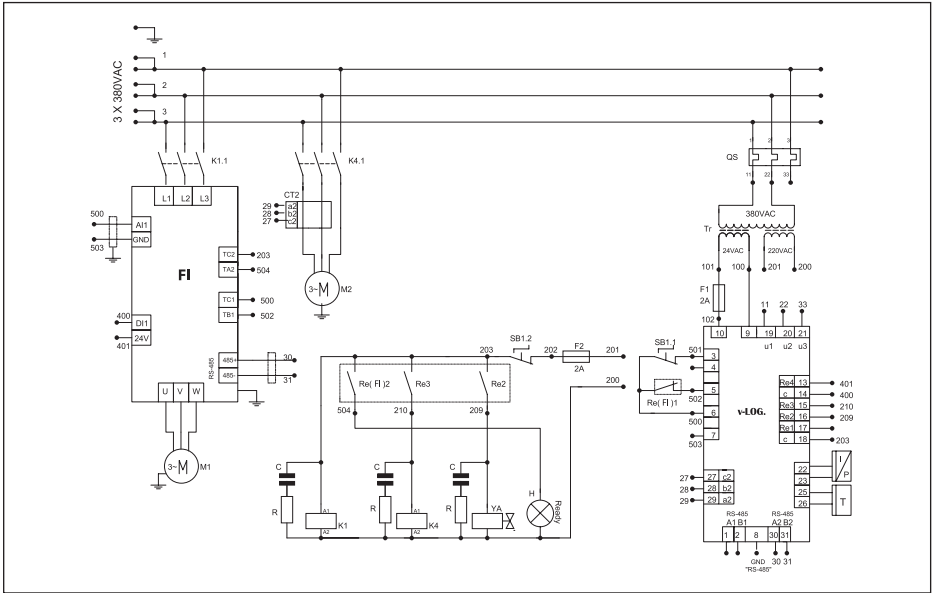 3 X 380VAC
1
2
3
K1.1
K4.1
1 2 3
QS
11 22 33
L1 L2 L3
CT2
29 a2
28 b2
27 c2
380VAC
Tr
24VAC 220VAC
500
AI1
503
GND
FI
TC2 203
TA2 504
TC1 500
TB1 502
101 100 201 200
F1
2A
102
3~M M2
400
DI1
24V
401
RS-485
485+ 30
485- 31
11 22 33
10 9 19 20 21
u1 u2 u3
SB1.2
203 202
F2
2A
201
200
SB1.1
501
3
4
5
502
Re( FI )1
6
500
7
503
v-LOG.
Re4 13 401
c 14 400
Re3 15 210
Re2 16 209
Re1 17
c 18 203
Re( FI )2 Re3 Re2
504 210 209
U V W
3~M M1
22
23
I/P
25
26
T
27 27 c2
28 28 b2
29 29 a2
C C C
R R R
A1
K1
A2
A1
K4
A2
YA
H
Ready
RS-485 RS-485
A1 B1 A2 B2
1 2 8 30 31
GND 30 31
"RS-485"